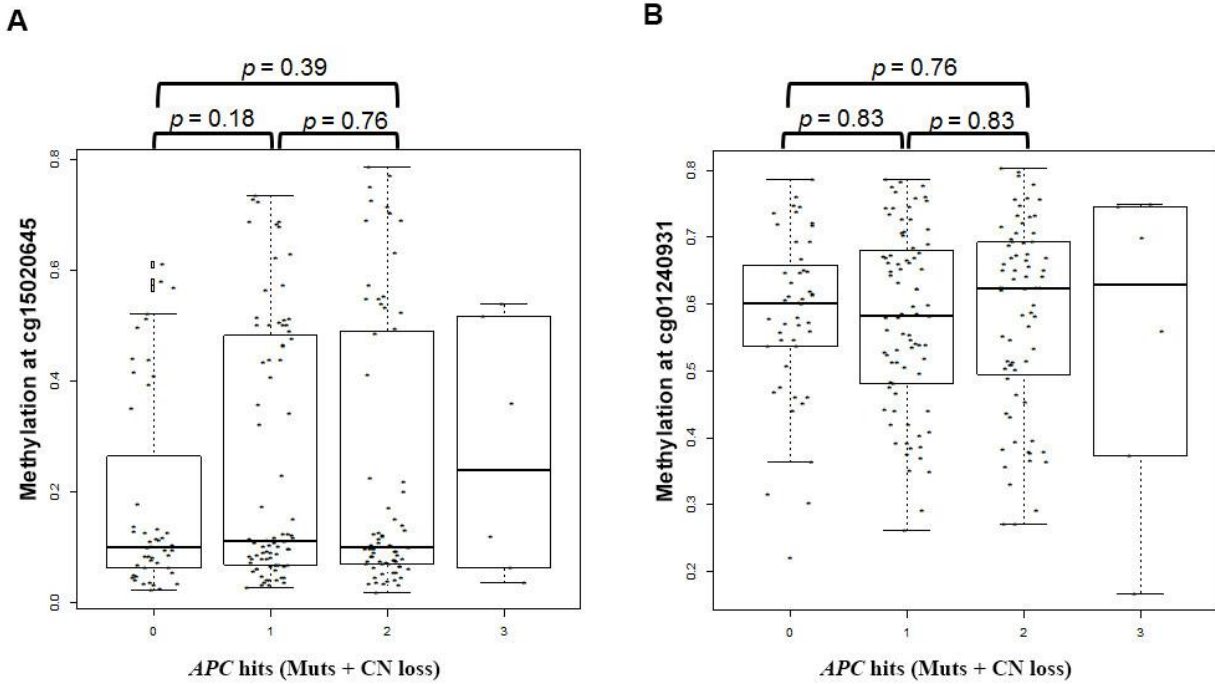 A
B
p = 0.39
p = 0.18
p = 0.76
p = 0.76
p = 0.83
p = 0.83
Methylation at cg15020645
0.8
0.6
0.4
0.2
0.0
0
1
2
3
APC hits (Muts + CN loss)
Methylation at cg01240931
0.8
0.7
0.6
0.5
0.4
0.3
0.2
0
1
2
3
APC hits (Muts + CN loss)